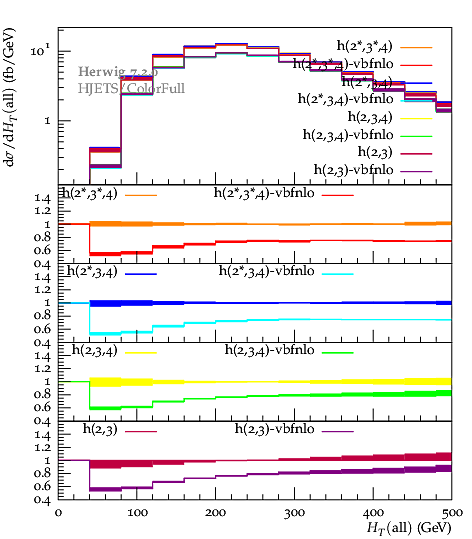 dσ/dH_T(all) (fb/GeV)
10¹
1
Herwig 7.2.0
HJETS/ColorFull
h(2*,3*,4)
h(2*,3*,4)-vbfnlo
h(2*,3,4)
h(2*,3,4)-vbfnlo
h(2,3,4)
h(2,3,4)-vbfnlo
h(2,3)
h(2,3)-vbfnlo
h(2*,3*,4) h(2*,3*,4)-vbfnlo
1.4
1.2
1
0.8
0.6
0.4
h(2*,3,4) h(2*,3,4)-vbfnlo
1.4
1.2
1
0.8
0.6
0.4
h(2,3,4) h(2,3,4)-vbfnlo
1.4
1.2
1
0.8
0.6
0.4
h(2,3) h(2,3)-vbfnlo
1.4
1.2
1
0.8
0.6
0.4
0 100 200 300 400 500
H_T(all) (GeV)